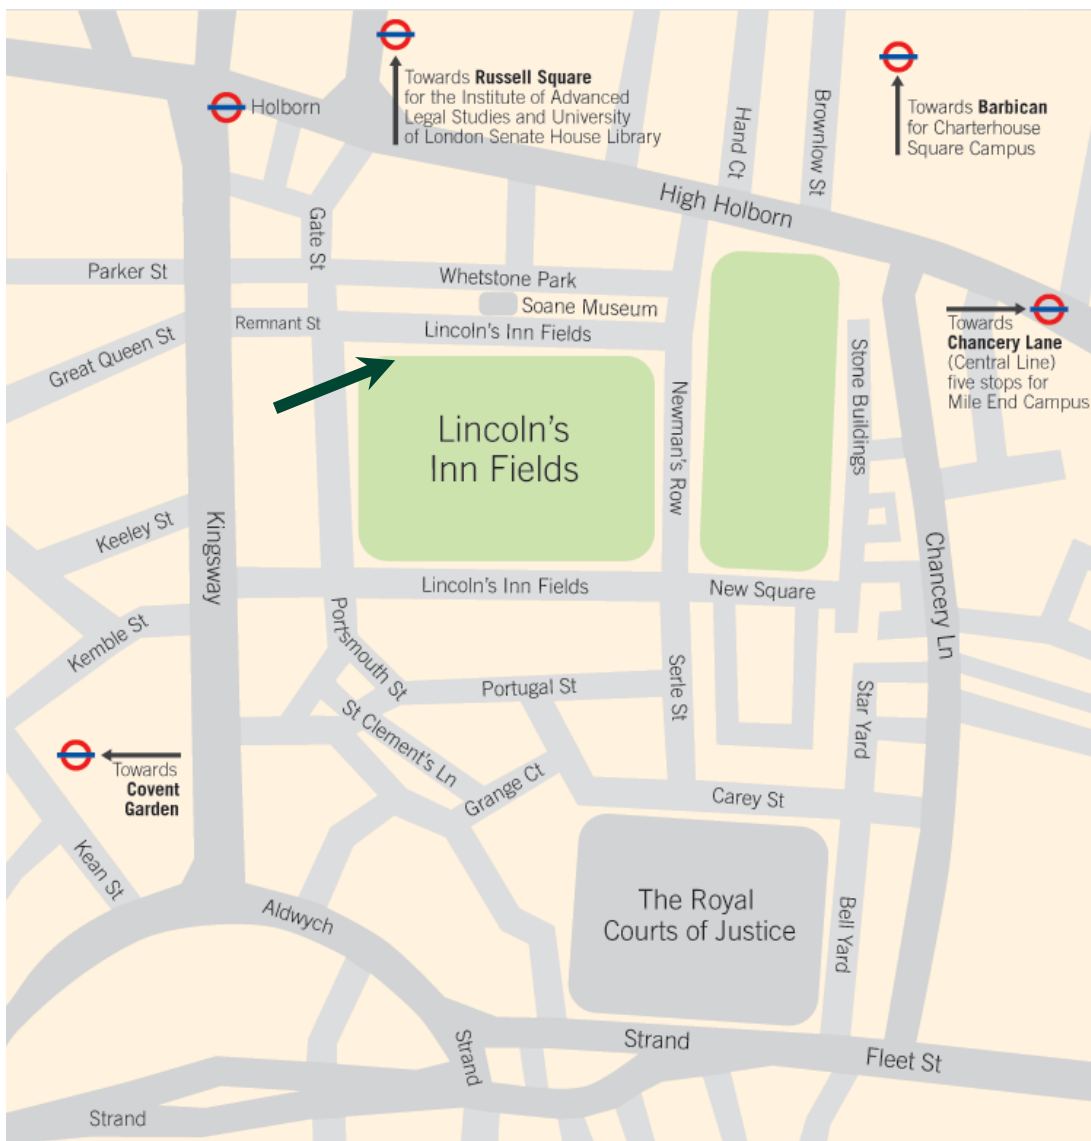 Towards Russell Square
for the Institute of Advanced
Legal Studies and University
of London Senate House Library
Holborn
Towards Barbican
for Charterhouse
Square Campus
Hand Ct
Brownlow St
High Holborn
Gate St
Parker St
Whetstone Park
Soane Museum
Remnant St
Lincoln's Inn Fields
Great Queen St
Towards
Chancery Lane
(Central Line)
five stops for
Mile End Campus
Stone Buildings
Newman's Row
Lincoln's
Inn Fields
Keeley St
Kingsway
Chancery Ln
Lincoln's Inn Fields
New Square
Kemble St
Portsmouth St
Portugal St
Serle St
Star Yard
St Clement's Ln
Grange Ct
Towards
Covent
Garden
Carey St
Kean St
Aldwych
The Royal
Courts of Justice
Bell Yard
Strand
Strand
Fleet St
Strand